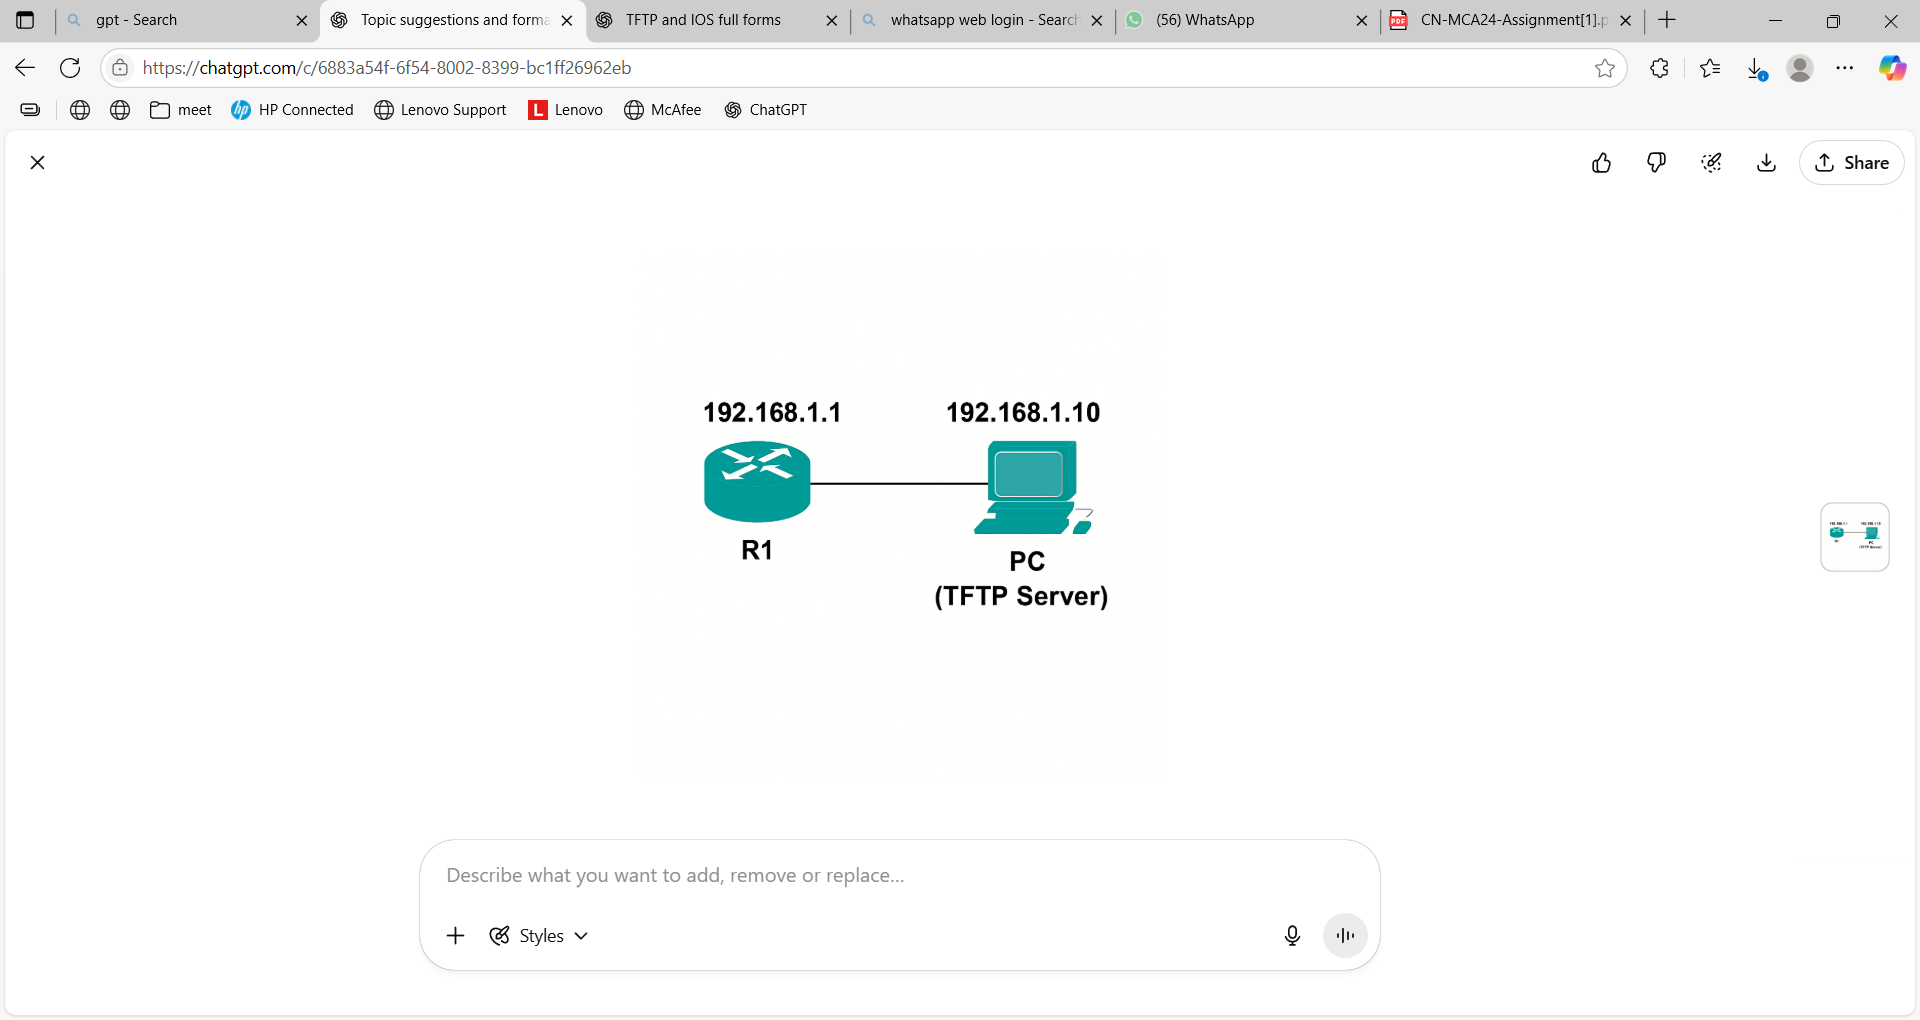 gpt - Search
Topic suggestions and forma
TFTP and IOS full forms
whatsapp web login - Search
(56) WhatsApp
CN-MCA24-Assignment[1].p
https://chatgpt.com/c/6883a54f-6f54-8002-8399-bc1ff26962eb
meet
HP Connected
Lenovo Support
L Lenovo
McAfee
ChatGPT
Share
192.168.1.1
192.168.1.10
R1
PC
(TFTP Server)
Describe what you want to add, remove or replace...
Styles